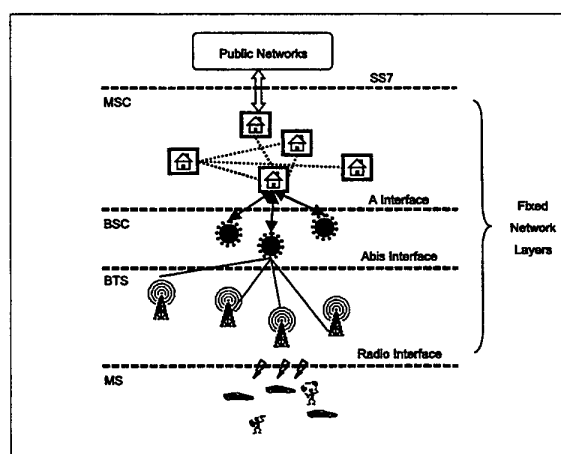 Public Networks
SS7
MSC
A Interface
BSC
Abis Interface
BTS
Radio Interface
MS
Fixed
Network
Layers